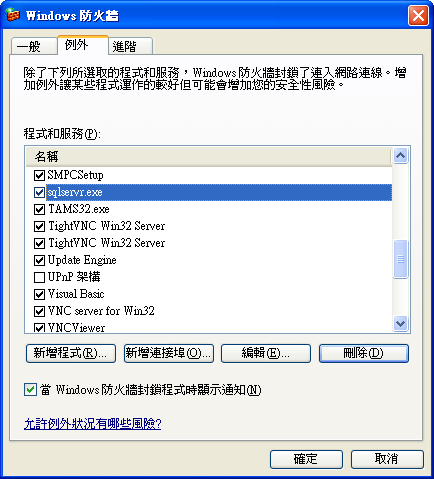 Windows 防火牆
一般
例外
進階
除了下列所選取的程式和服務，Windows 防火牆封鎖了連入網路連線。增
加例外讓某些程式運作的較好但可能會增加您的安全性風險。
程式和服務(P):
名稱
SMPCSetup
sqlservr.exe
TAMS32.exe
TightVNC Win32 Server
TightVNC Win32 Server
Update Engine
UPnP 架構
Visual Basic
VNC server for Win32
VNCViewer
新增程式(R)...
新增連接埠(O)...
編輯(E)...
刪除(D)
當 Windows 防火牆封鎖程式時顯示通知(N)
允許例外狀況有哪些風險?
確定
取消